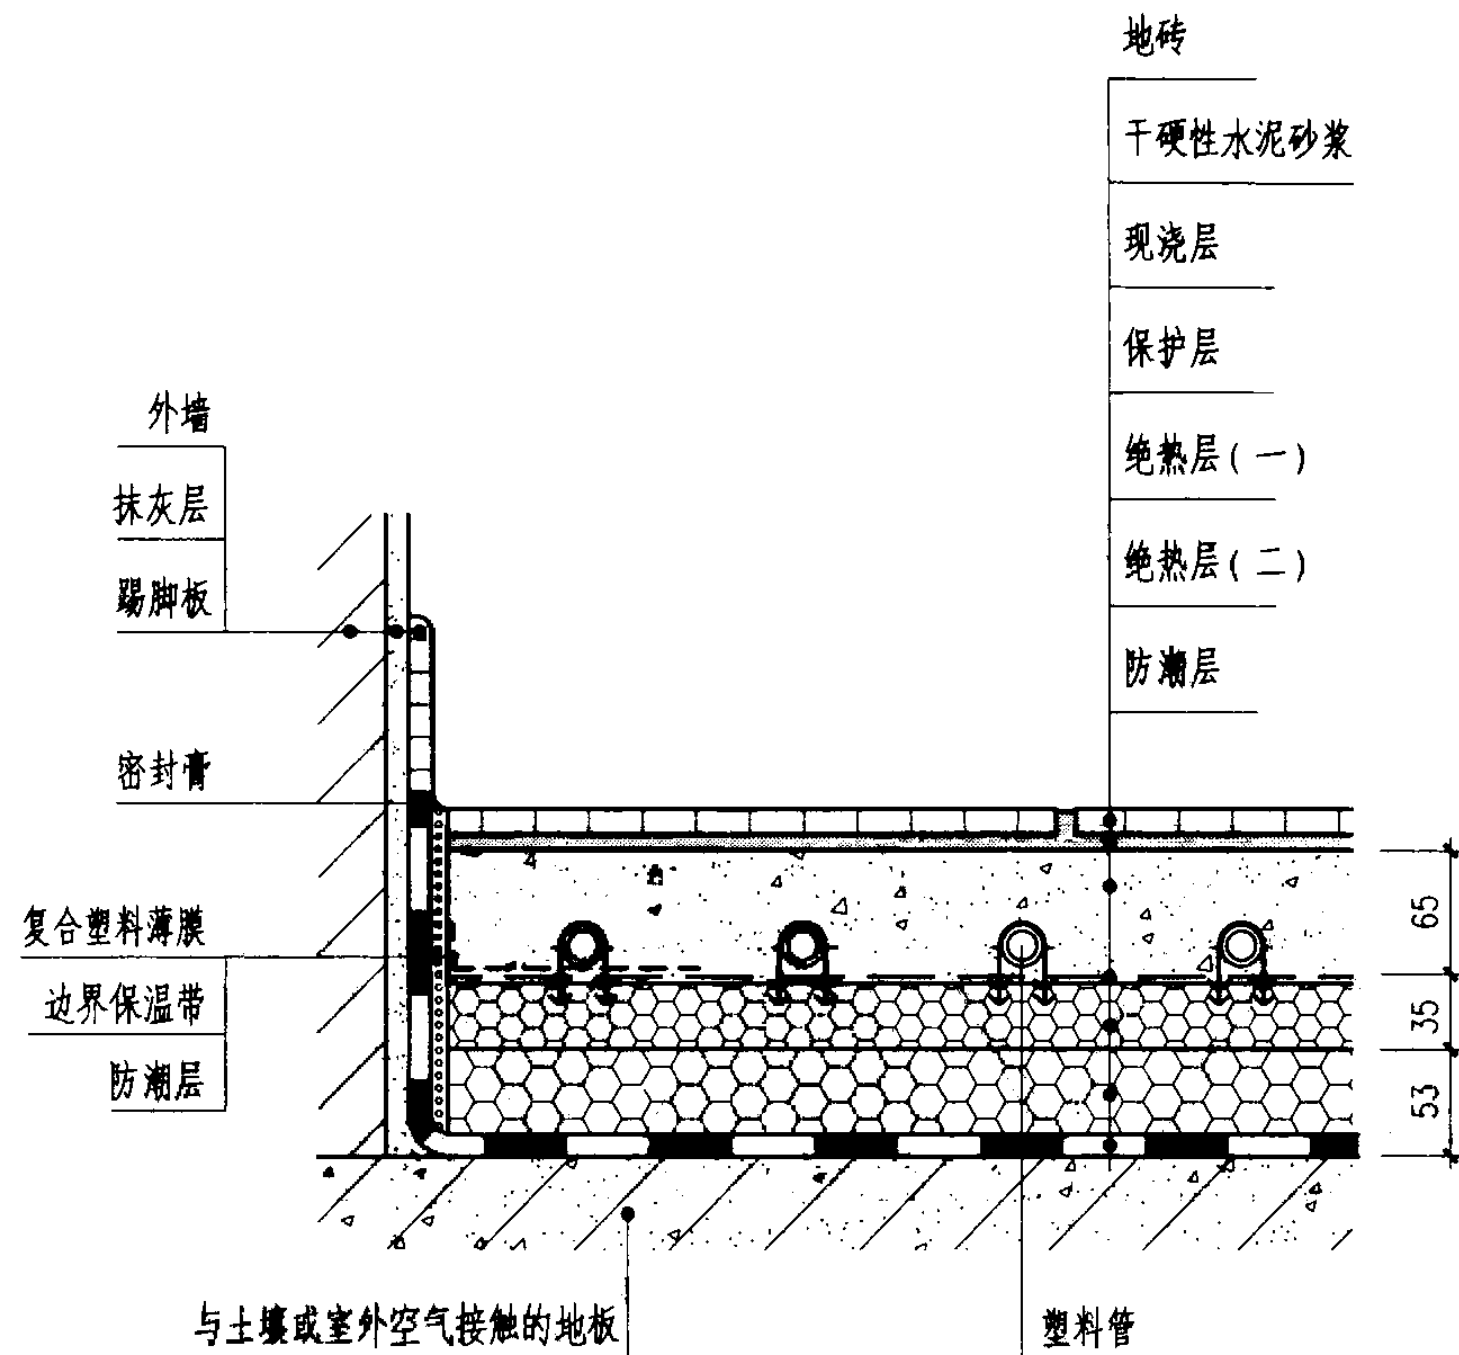 地砖
干硬性水泥砂浆
现浇层
保护层
绝热层(一)
绝热层(二)
防潮层
外墙
抹灰层
踢脚板
密封膏
复合塑料薄膜
边界保温带
防潮层
65
35
53
与土壤或室外空气接触的地板
塑料管